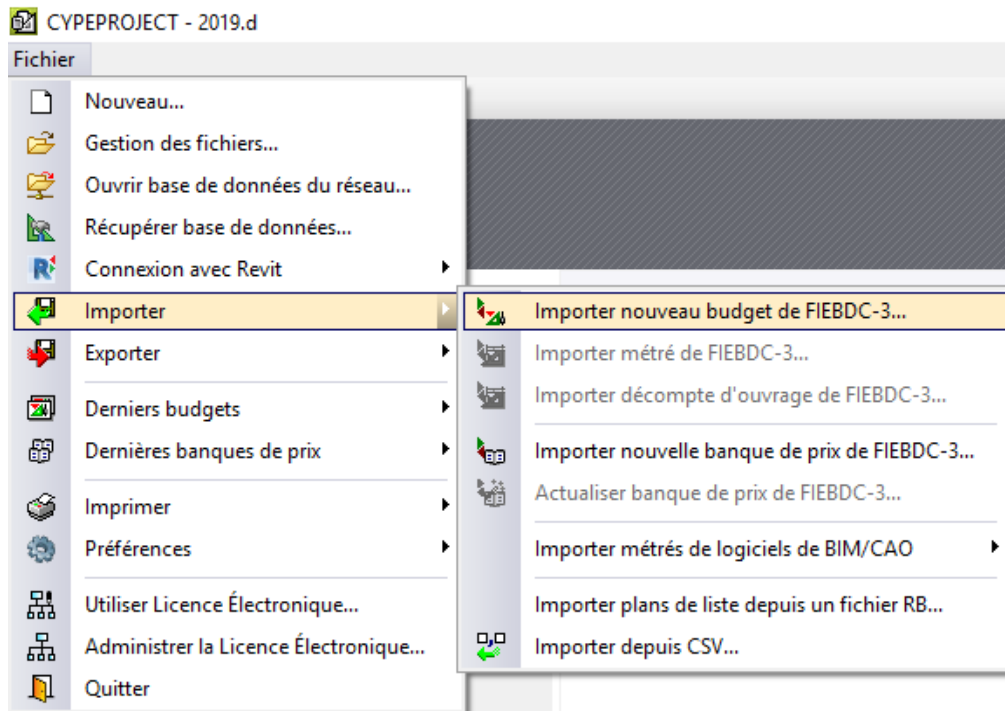 CYPEPROJECT - 2019.d
Fichier
Nouveau...
Gestion des fichiers...
Ouvrir base de données du réseau...
Récupérer base de données...
Connexion avec Revit
Importer
Exporter
Derniers budgets
Dernières banques de prix
Imprimer
Préférences
Utiliser Licence Électronique...
Administrer la Licence Électronique...
Quitter
Importer nouveau budget de FIEBDC-3...
Importer métré de FIEBDC-3...
Importer décompte d'ouvrage de FIEBDC-3...
Importer nouvelle banque de prix de FIEBDC-3...
Actualiser banque de prix de FIEBDC-3...
Importer métrés de logiciels de BIM/CAO
Importer plans de liste depuis un fichier RB...
Importer depuis CSV...